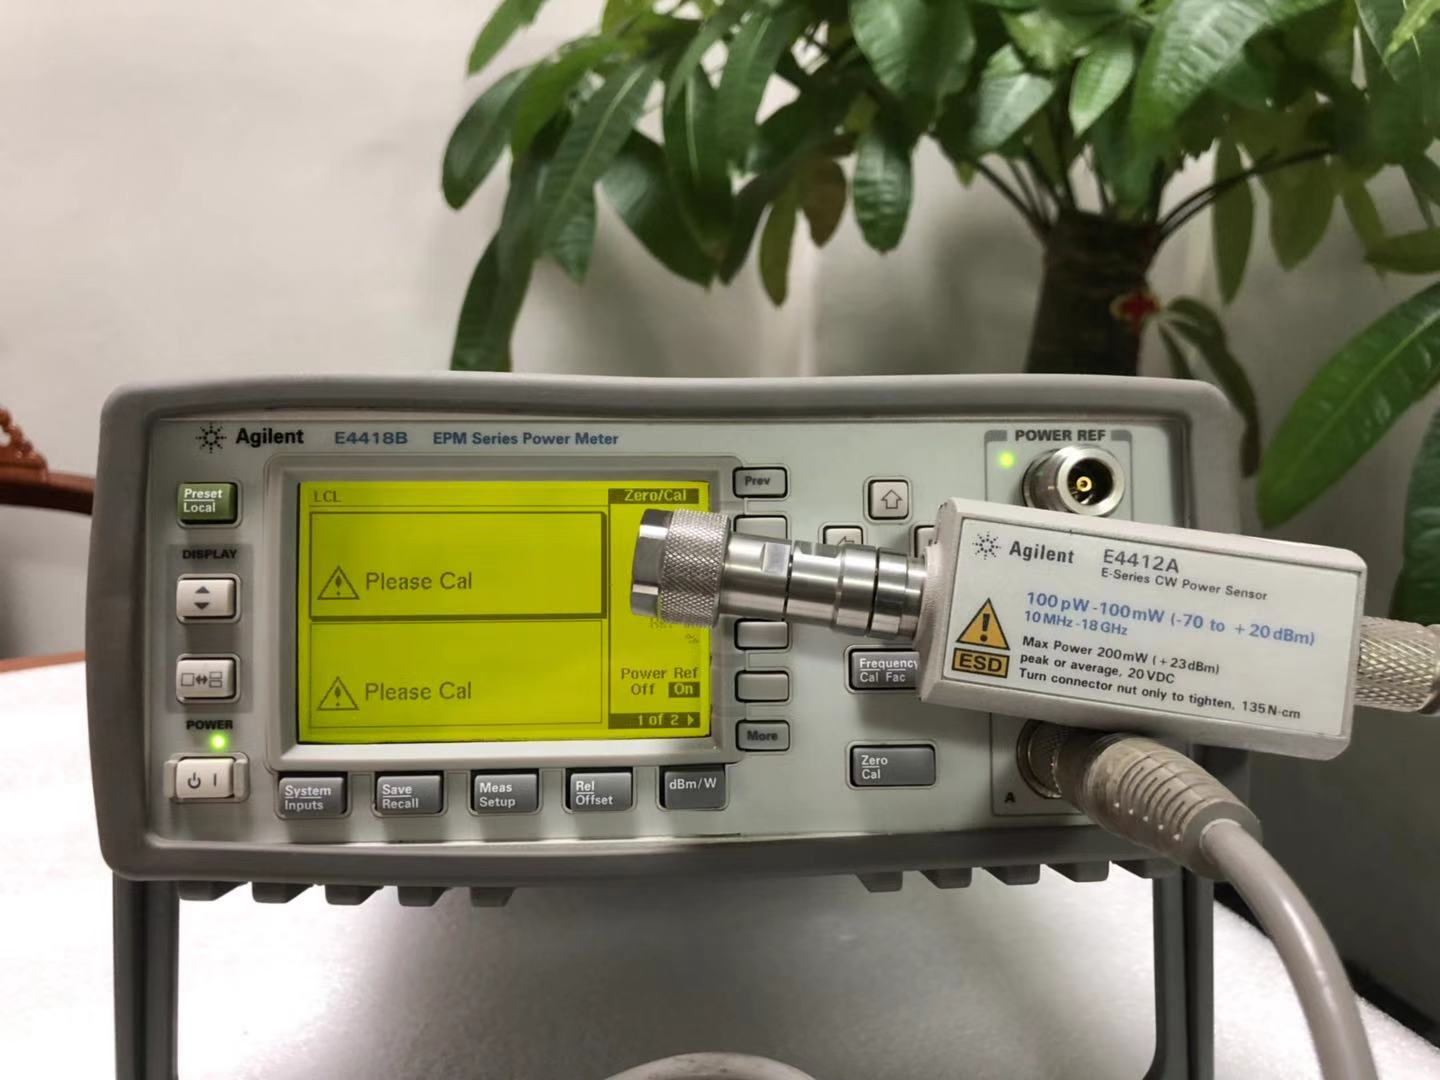 Agilent E4418B EPM Series Power Meter
POWER REF
Preset
Local
DISPLAY
POWER
LCL
Zero/Cal
Please Cal
Please Cal
Power Ref
Off On
1 of 2
Prev
More
System
Inputs
Save
Recall
Meas
Setup
Rel
Offset
dBm/W
Frequency
Cal Fac
Zero
Cal
A
Agilent E4412A
E-Series CW Power Sensor
100 pW - 100 mW (-70 to +20 dBm)
10 MHz - 18 GHz
ESD
Max Power 200mW (+23dBm)
peak or average, 20 VDC
Turn connector nut only to tighten, 135 N-cm